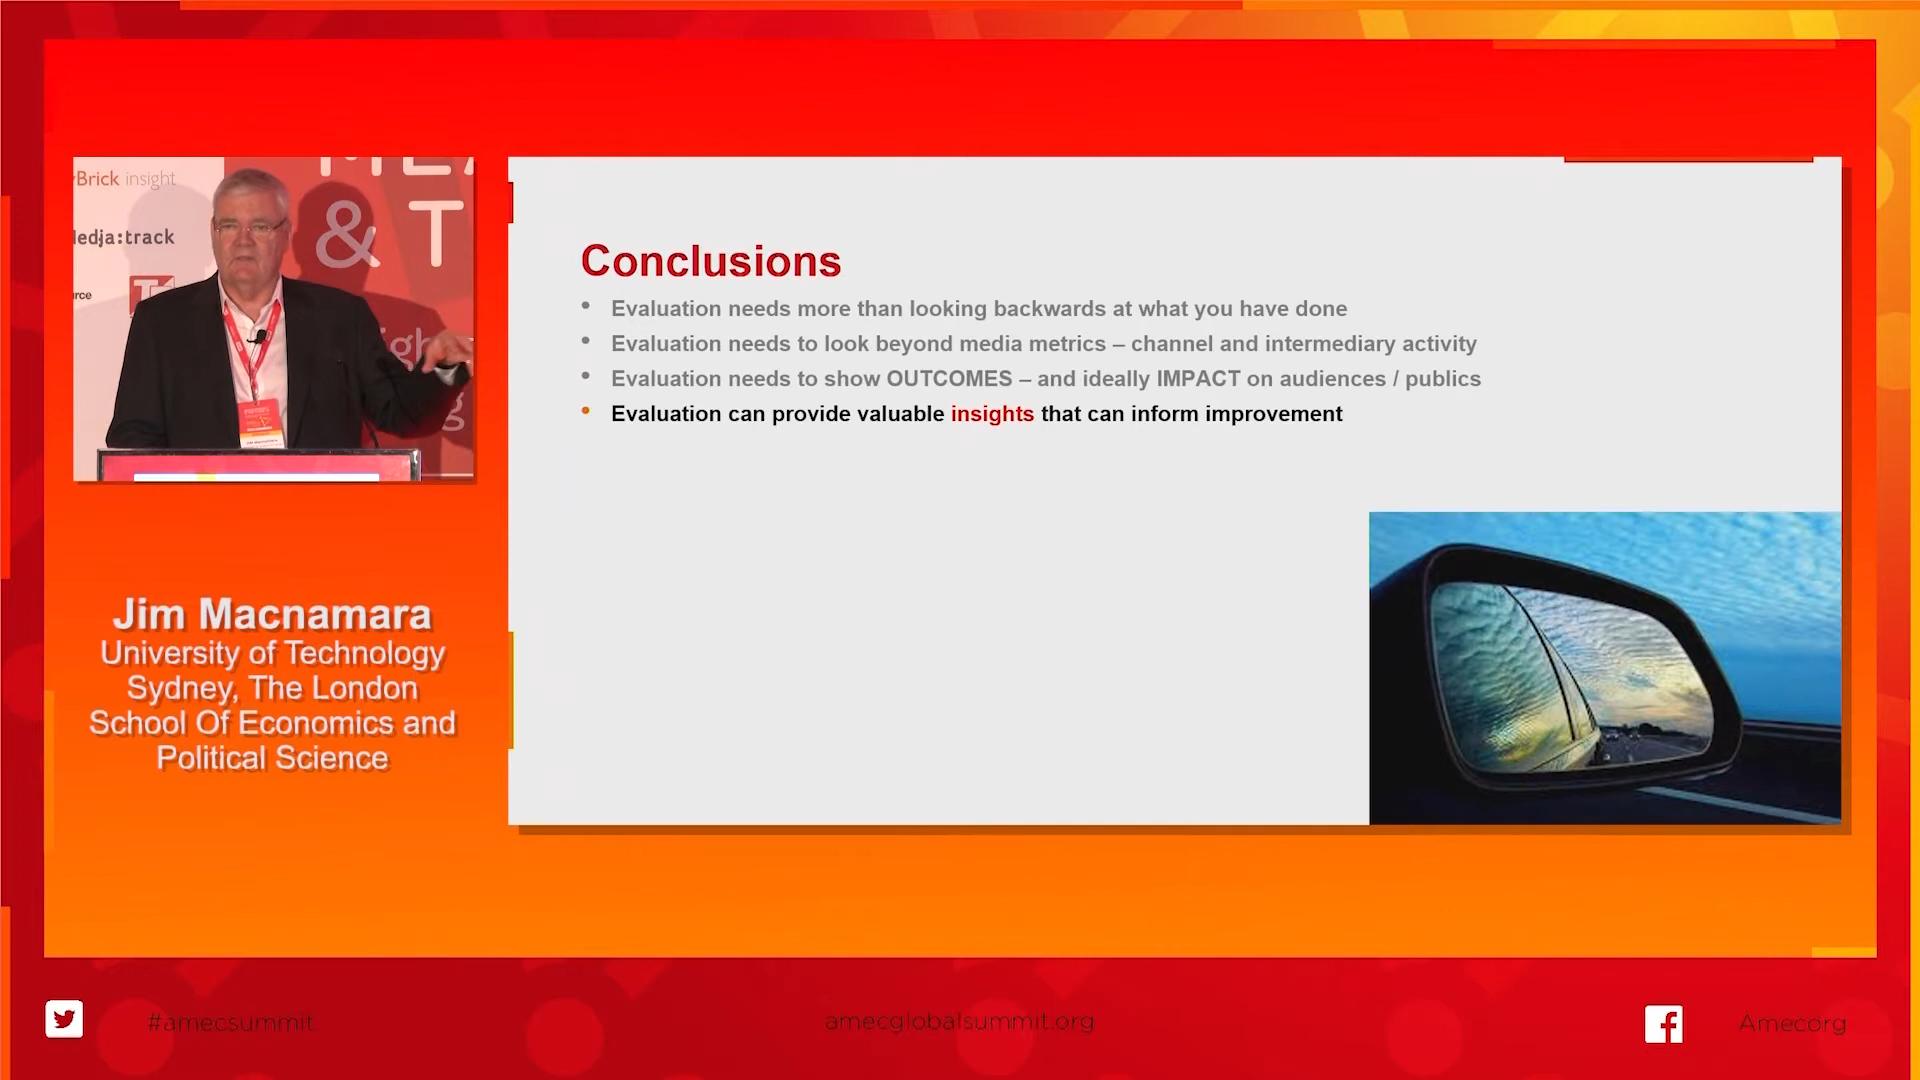 Brick insight
edja:track
rce
& T
Jim Macnamara
University of Technology
Sydney, The London
School Of Economics and
Political Science
Conclusions
• Evaluation needs more than looking backwards at what you have done
• Evaluation needs to look beyond media metrics – channel and intermediary activity
• Evaluation needs to show OUTCOMES – and ideally IMPACT on audiences / publics
• Evaluation can provide valuable insights that can inform improvement
#amecsummit
amecglobalsummit.org
Amecorg